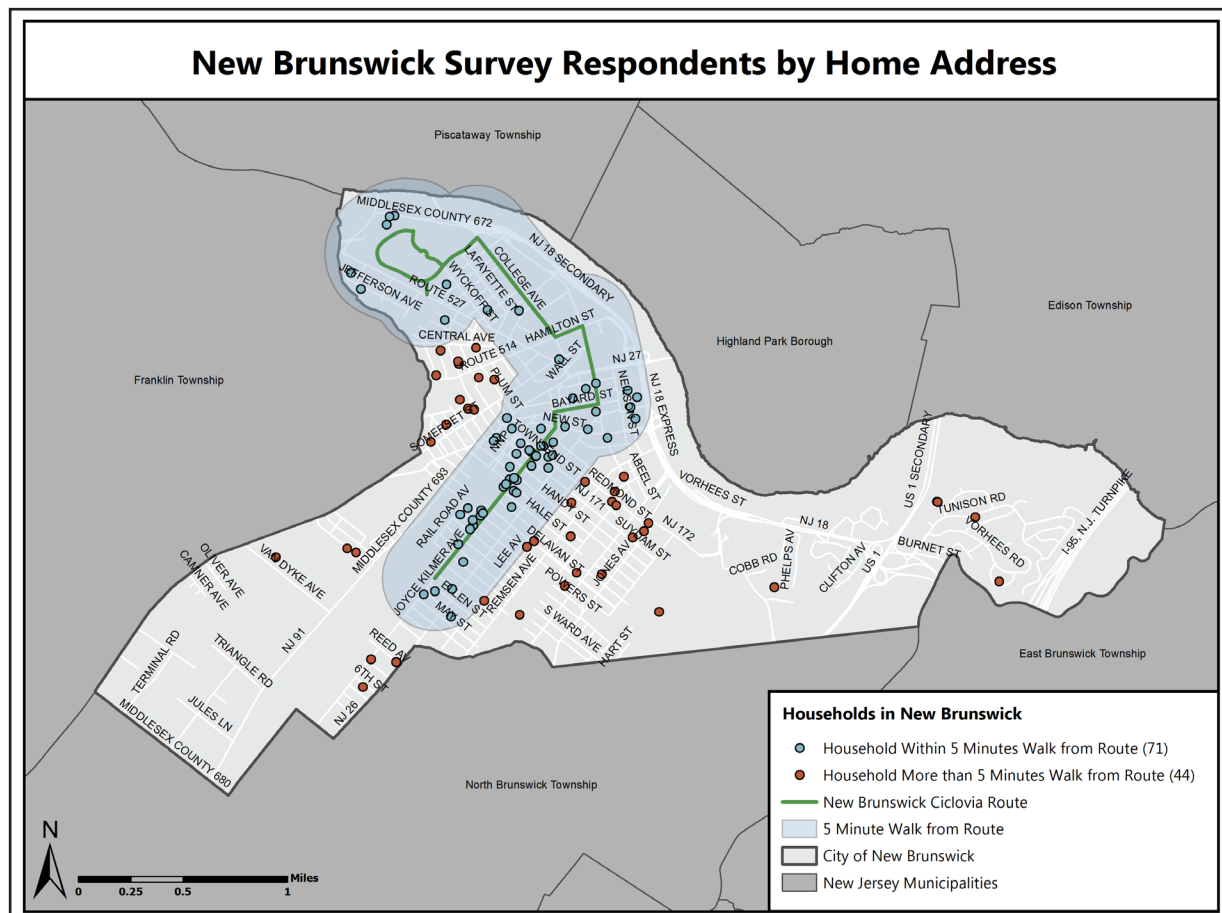 New Brunswick Survey Respondents by Home Address
Piscataway Township
MIDDLESEX COUNTY 672
NJ 18 SECONDARY
COLLEGE AVE
LAFAYETTE ST
WYCKOFF ST
JEFFERSON AVE
ROUTE 527
Edison Township
HAMILTON ST
CENTRAL AVE
Highland Park Borough
ROUTE 514
WALL ST
NJ 27
Franklin Township
PLUM ST
NEILSON ST
NJ 18 EXPRESS
BAYARD ST
NEW ST
SOMERSET ST
TOWNSEND ST
ABEEL ST
US 1 SECONDARY
MIDDLESEX COUNTY 693
REDMOND ST
VORHEES ST
I-95, N.J. TURNPIKE
RAIL ROAD AV
HANDY ST
NJ 171
TUNISON RD
HALE ST
SUYDAM ST
NJ 172
NJ 18
VORHEES RD
OLIVER AVE
CAMNER AVE
VAN DYKE AVE
LEE AV
DELAVAN ST
JONES AV
COBB RD
PHELPS AV
CLIFTON AV
US 1
BURNET ST
JOYCE KILMER AVE
ELLEN ST
REMSEN AVE
POWERS ST
MAY ST
S WARD AVE
HART ST
TERMINAL RD
TRIANGLE RD
NJ 91
REED AV
6TH ST
East Brunswick Township
JULES LN
NJ 26
MIDDLESEX COUNTY 680
North Brunswick Township
Households in New Brunswick
Household Within 5 Minutes Walk from Route (71)
Household More than 5 Minutes Walk from Route (44)
New Brunswick Ciclovia Route
5 Minute Walk from Route
City of New Brunswick
New Jersey Municipalities
N
Miles
0 0.25 0.5 1